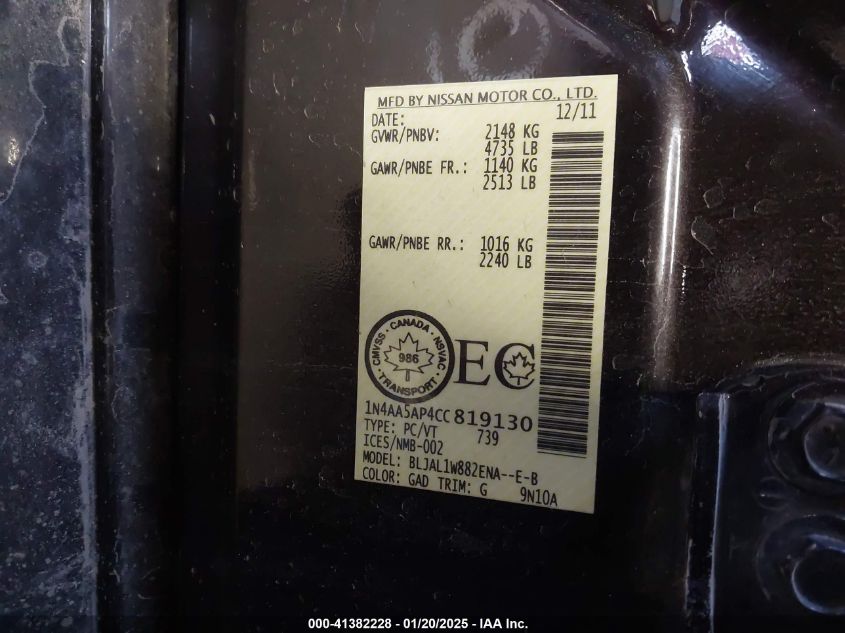 MFD BY NISSAN MOTOR CO., LTD.
DATE: 12/11
GVWR/PNBV: 2148 KG
4735 LB
GAWR/PNBE FR.: 1140 KG
2513 LB
GAWR/PNBE RR.: 1016 KG
2240 LB
CMVSS · CANADA · NSVAC
986
· TRANSPORT ·
EC
1N4AA5AP4CC819130
TYPE: PC/VT 739
ICES/NMB-002
MODEL: BLJAL1W882ENA--E-B
COLOR: GAD TRIM: G 9N10A
000-41382228 - 01/20/2025 - IAA Inc.